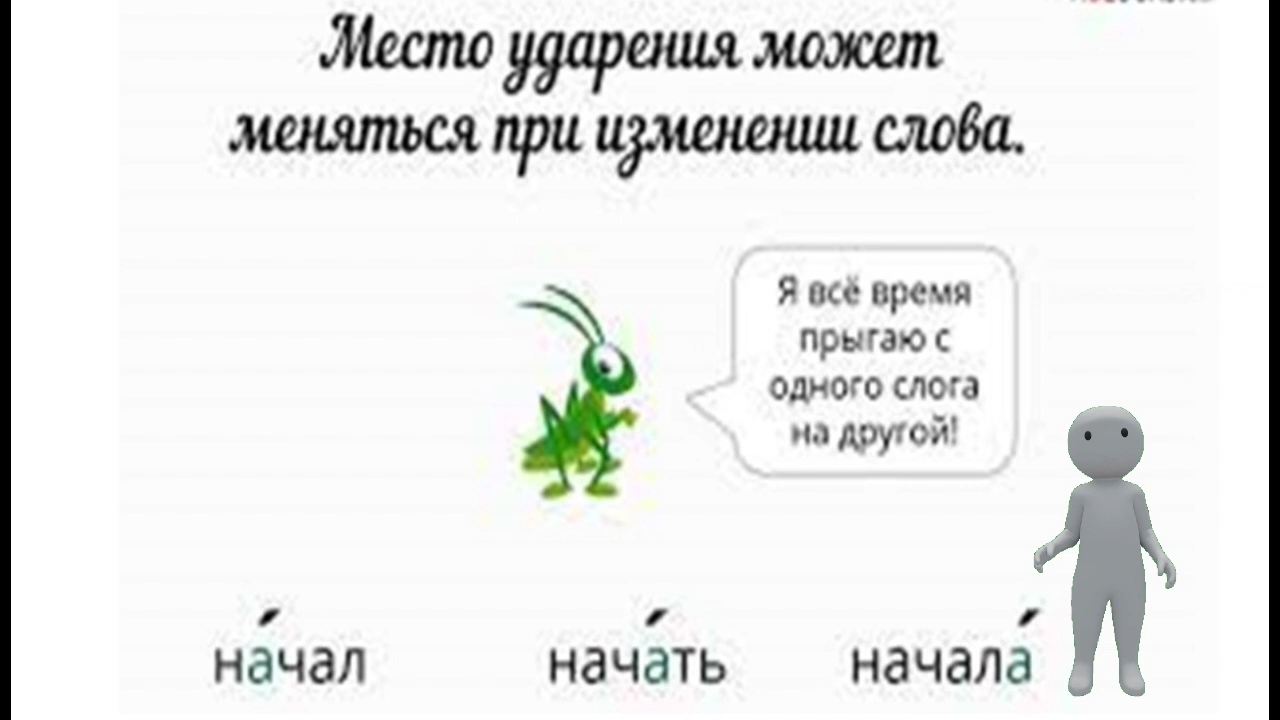 Место ударения может
меняться при изменении слова.
Я всё время
прыгаю с
одного слога
на другой!
на́чал нача́ть начала́